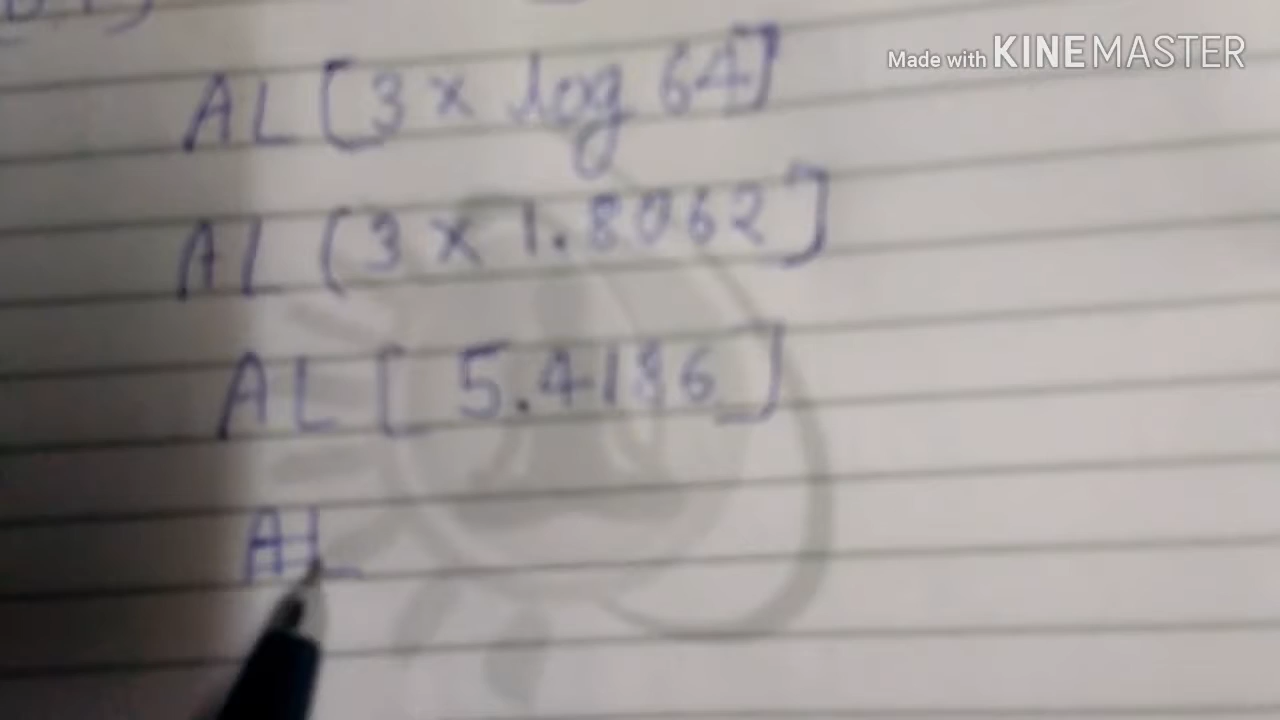 Made with KINEMASTER
AL [3 × log 64]
AL [3 × 1.8062]
AL [ 5.4186 ]
AL